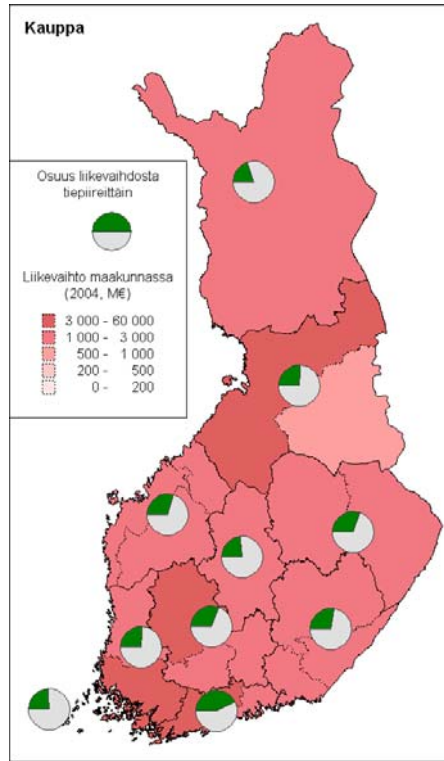 Kauppa
Osuus liikevaihdosta
tiepiireittäin
Liikevaihto maakunnassa
(2004, M€)
3 000 - 60 000
1 000 - 3 000
500 - 1 000
200 - 500
0 - 200